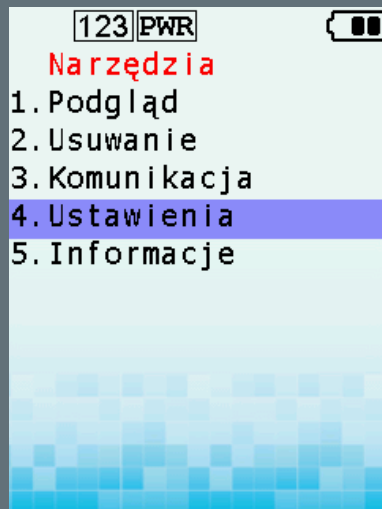 123 PWR
Narzędzia
1.Podgląd
2.Usuwanie
3.Komunikacja
4.Ustawienia
5.Informacje